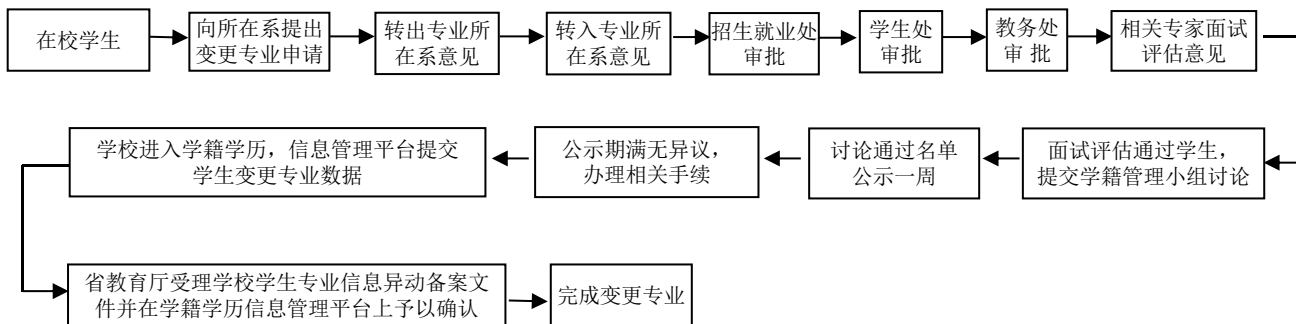 在校学生
向所在系提出
变更专业申请
转出专业所
在系意见
转入专业所
在系意见
招生就业处
审批
学生处
审批
教务处
审 批
相关专家面试
评估意见
面试评估通过学生，
提交学籍管理小组讨论
讨论通过名单
公示一周
公示期满无异议，
办理相关手续
学校进入学籍学历，信息管理平台提交
学生变更专业数据
省教育厅受理学校学生专业信息异动备案文
件并在学籍学历信息管理平台上予以确认
完成变更专业